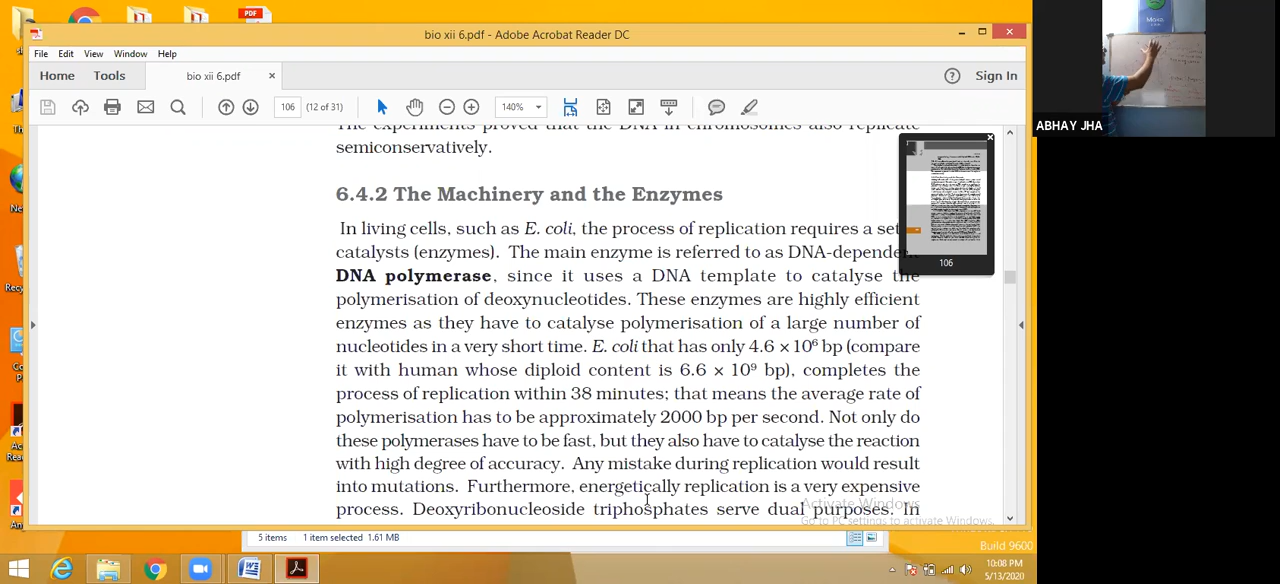 PDF
bio xii 6.pdf - Adobe Acrobat Reader DC
File Edit View Window Help
Home Tools bio xii 6.pdf × ? Sign In
106 (12 of 31) 140%
The experiments proved that the DNA in chromosomes also replicate
semiconservatively.
6.4.2 The Machinery and the Enzymes
In living cells, such as E. coli, the process of replication requires a set
catalysts (enzymes). The main enzyme is referred to as DNA-dependent
DNA polymerase, since it uses a DNA template to catalyse the
polymerisation of deoxynucleotides. These enzymes are highly efficient
enzymes as they have to catalyse polymerisation of a large number of
nucleotides in a very short time. E. coli that has only 4.6 × 10⁶ bp (compare
it with human whose diploid content is 6.6 × 10⁹ bp), completes the
process of replication within 38 minutes; that means the average rate of
polymerisation has to be approximately 2000 bp per second. Not only do
these polymerases have to be fast, but they also have to catalyse the reaction
with high degree of accuracy. Any mistake during replication would result
into mutations. Furthermore, energetically replication is a very expensive
process. Deoxyribonucleoside triphosphates serve dual purposes. In
106
ABHAY JHA
Activate Windows
Go to PC settings to activate Windows.
5 items 1 item selected 1.61 MB
Build 9600
10:08 PM
5/13/2020